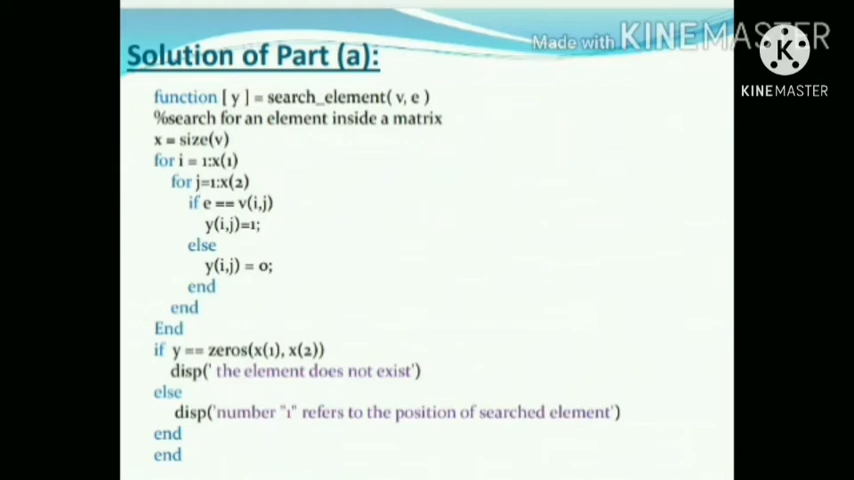 Made with KINEMASTER
K
KINEMASTER
Solution of Part (a):
function [ y ] = search_element( v, e )
%search for an element inside a matrix
x = size(v)
for i = 1:x(1)
for j=1:x(2)
if e == v(i,j)
y(i,j)=1;
else
y(i,j) = 0;
end
end
End
if y == zeros(x(1), x(2))
disp(' the element does not exist')
else
disp('number "1" refers to the position of searched element')
end
end